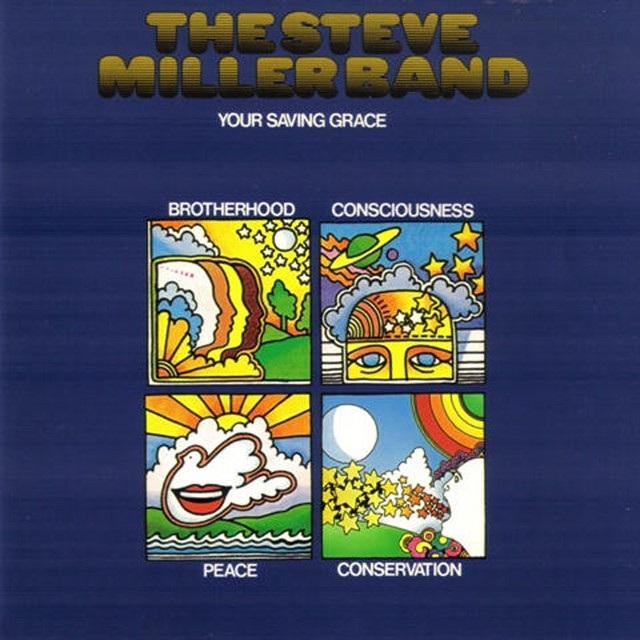 THE STEVE
MILLER BAND
YOUR SAVING GRACE
BROTHERHOOD
CONSCIOUSNESS
PEACE
CONSERVATION